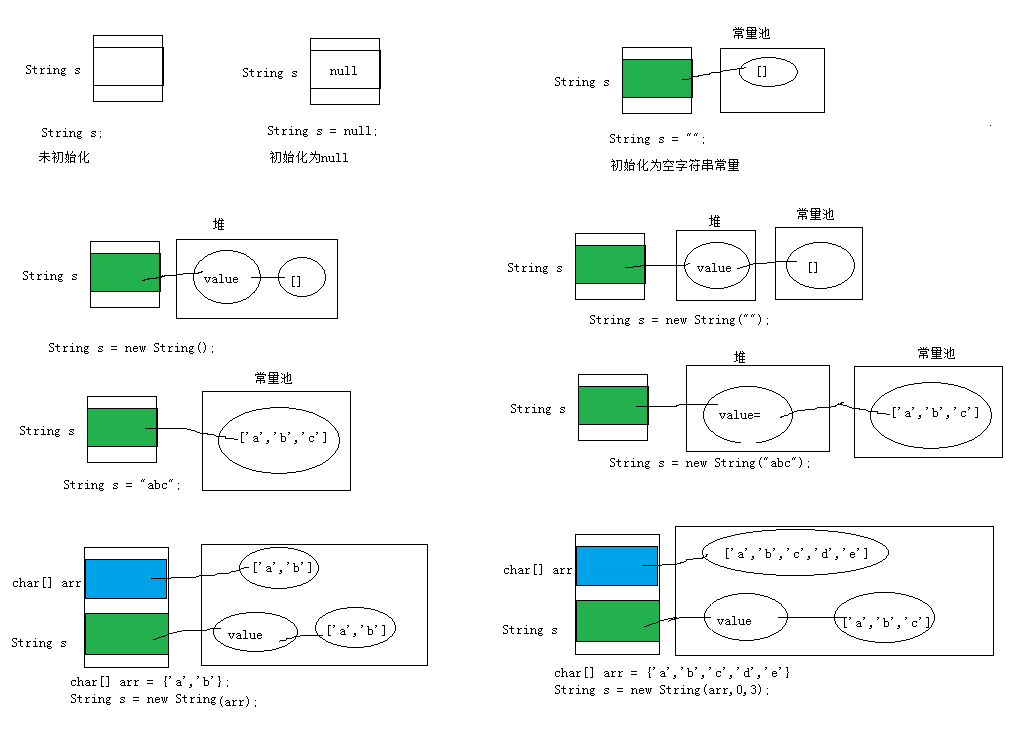 String s
String s;
未初始化
String s
null
String s = null;
初始化为null
常量池
String s
[]
String s = "";
初始化为空字符串常量
堆
String s
value
[]
String s = new String();
堆
常量池
String s
value
[]
String s = new String("");
常量池
String s
['a','b','c']
String s = "abc";
堆
常量池
String s
value=
['a','b','c']
String s = new String("abc");
char[] arr
['a','b']
String s
value
['a','b']
char[] arr = {'a','b'};
String s = new String(arr);
char[] arr
['a','b','c','d','e']
String s
value
['a','b','c']
char[] arr = {'a','b','c','d','e'}
String s = new String(arr,0,3);